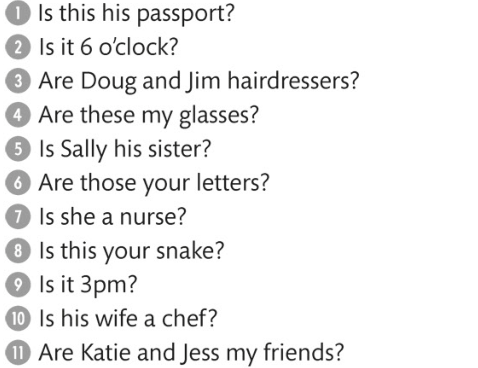 1 Is this his passport?
2 Is it 6 o'clock?
3 Are Doug and Jim hairdressers?
4 Are these my glasses?
5 Is Sally his sister?
6 Are those your letters?
7 Is she a nurse?
8 Is this your snake?
9 Is it 3pm?
10 Is his wife a chef?
11 Are Katie and Jess my friends?